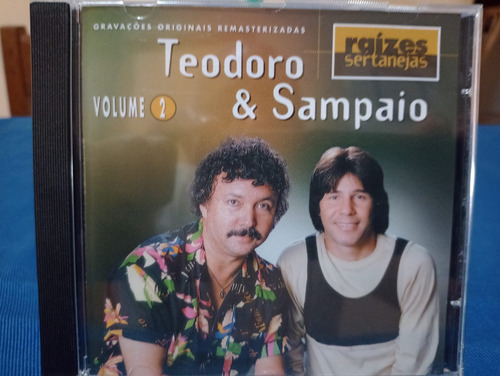 GRAVAÇÕES ORIGINAIS REMASTERIZADAS
raízes
sertanejas
Teodoro
& Sampaio
VOLUME 2